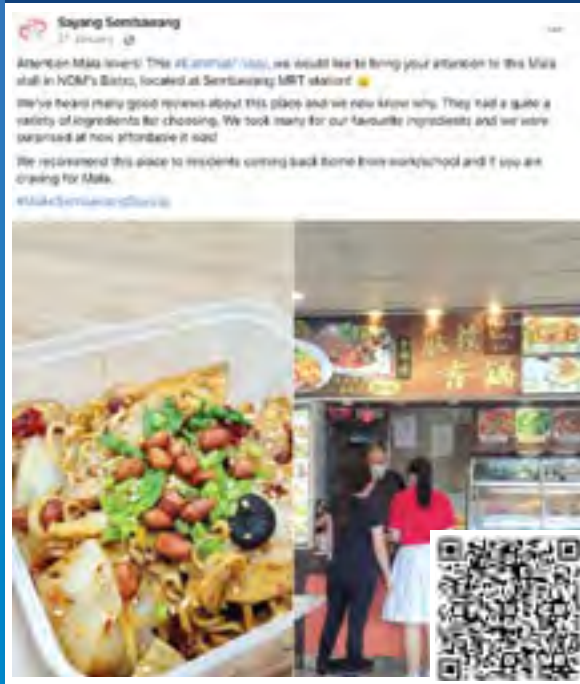 Sayang Sembawang
27 January
Attention Mala lovers! This we would like to bring your attention to this Mala
stall in NOM's Bistro, located at Sembawang MRT station!
We've heard many good reviews about this place and we now know why. They had a quite a
variety of ingredients for choosing. We took many for our favourite ingredients and we were
surprised at how affordable it was!
We recommend this place to residents coming back home from work/school and if you are
craving for Mala.
香锅